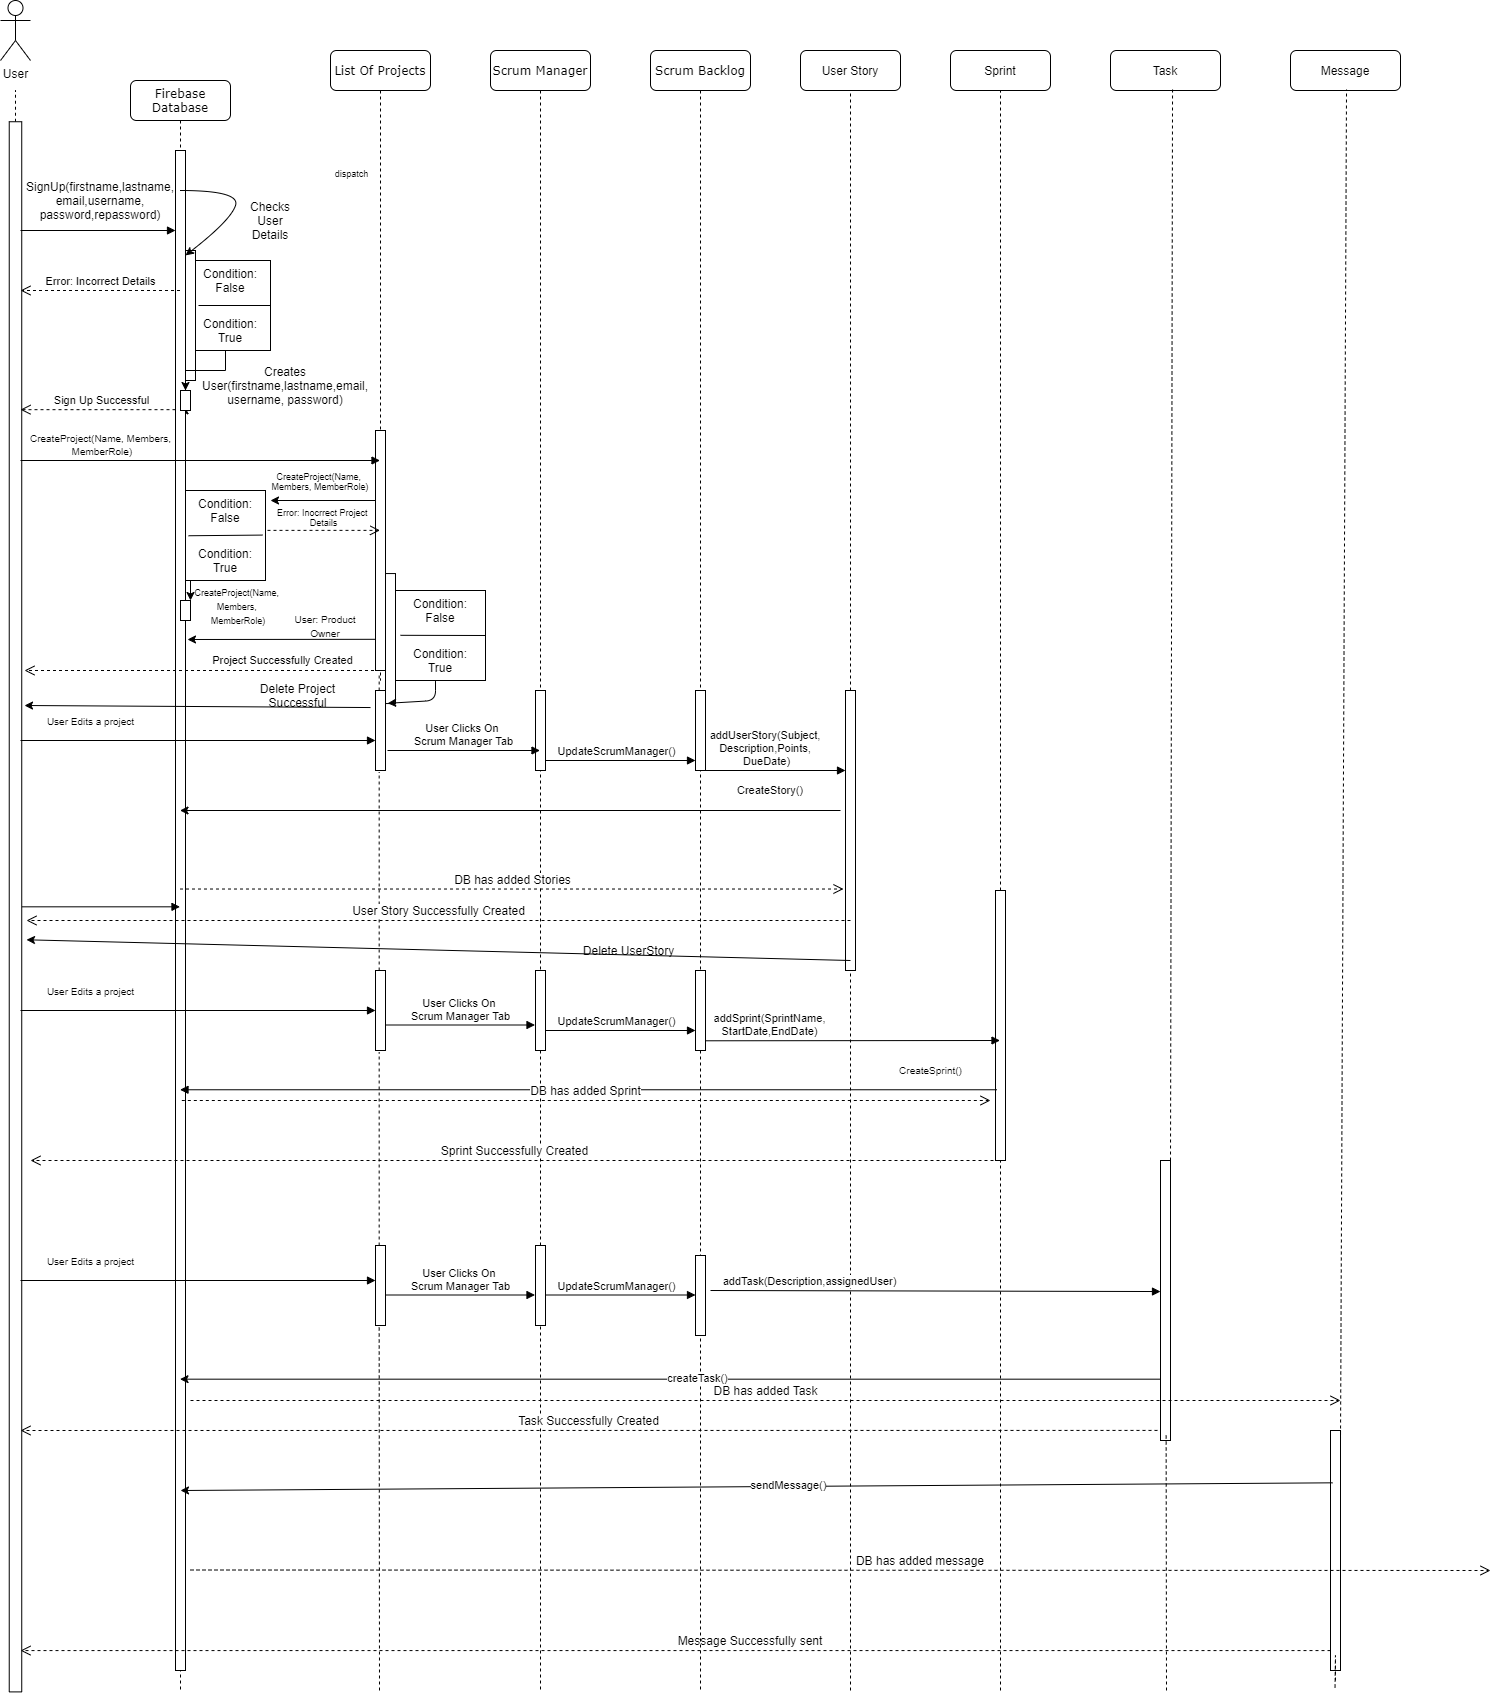 User
Firebase
Database
List Of Projects
Scrum Manager
Scrum Backlog
User Story
Sprint
Task
Message
dispatch
SignUp(firstname,lastname,
email,username,
password,repassword)
Checks
User
Details
Condition:
False
Condition:
True
Error: Incorrect Details
Creates
User(firstname,lastname,email,
username, password)
Sign Up Successful
CreateProject(Name, Members,
MemberRole)
CreateProject(Name,
Members, MemberRole)
Condition:
False
Condition:
True
Error: Inocrrect Project
Details
CreateProject(Name,
Members,
MemberRole)
Condition:
False
Condition:
True
User: Product
Owner
Project Successfully Created
Delete Project
Successful
User Edits a project
User Clicks On
Scrum Manager Tab
UpdateScrumManager()
addUserStory(Subject,
Description,Points,
DueDate)
CreateStory()
DB has added Stories
User Story Successfully Created
Delete UserStory
User Edits a project
User Clicks On
Scrum Manager Tab
UpdateScrumManager()
addSprint(SprintName,
StartDate,EndDate)
CreateSprint()
DB has added Sprint
Sprint Successfully Created
User Edits a project
User Clicks On
Scrum Manager Tab
UpdateScrumManager()
addTask(Description,assignedUser)
createTask()
DB has added Task
Task Successfully Created
sendMessage()
DB has added message
Message Successfully sent